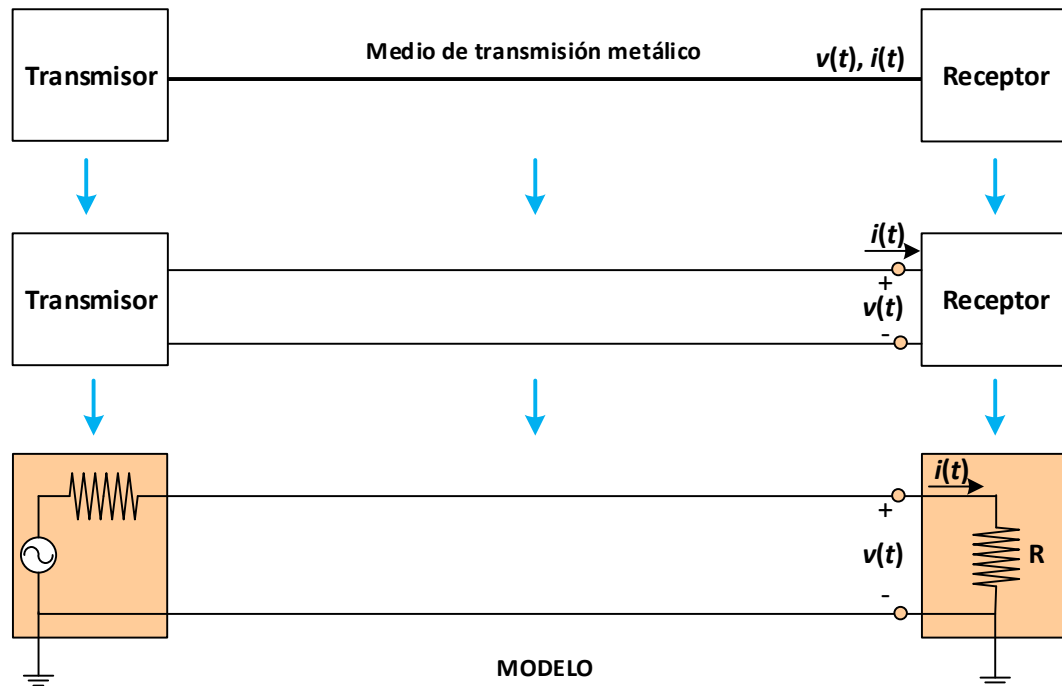 Medio de transmisión metálico
Transmisor
v(t), i(t)
Receptor
i(t)
+
Transmisor
v(t)
Receptor
-
i(t)
+
v(t)
R
-
MODELO